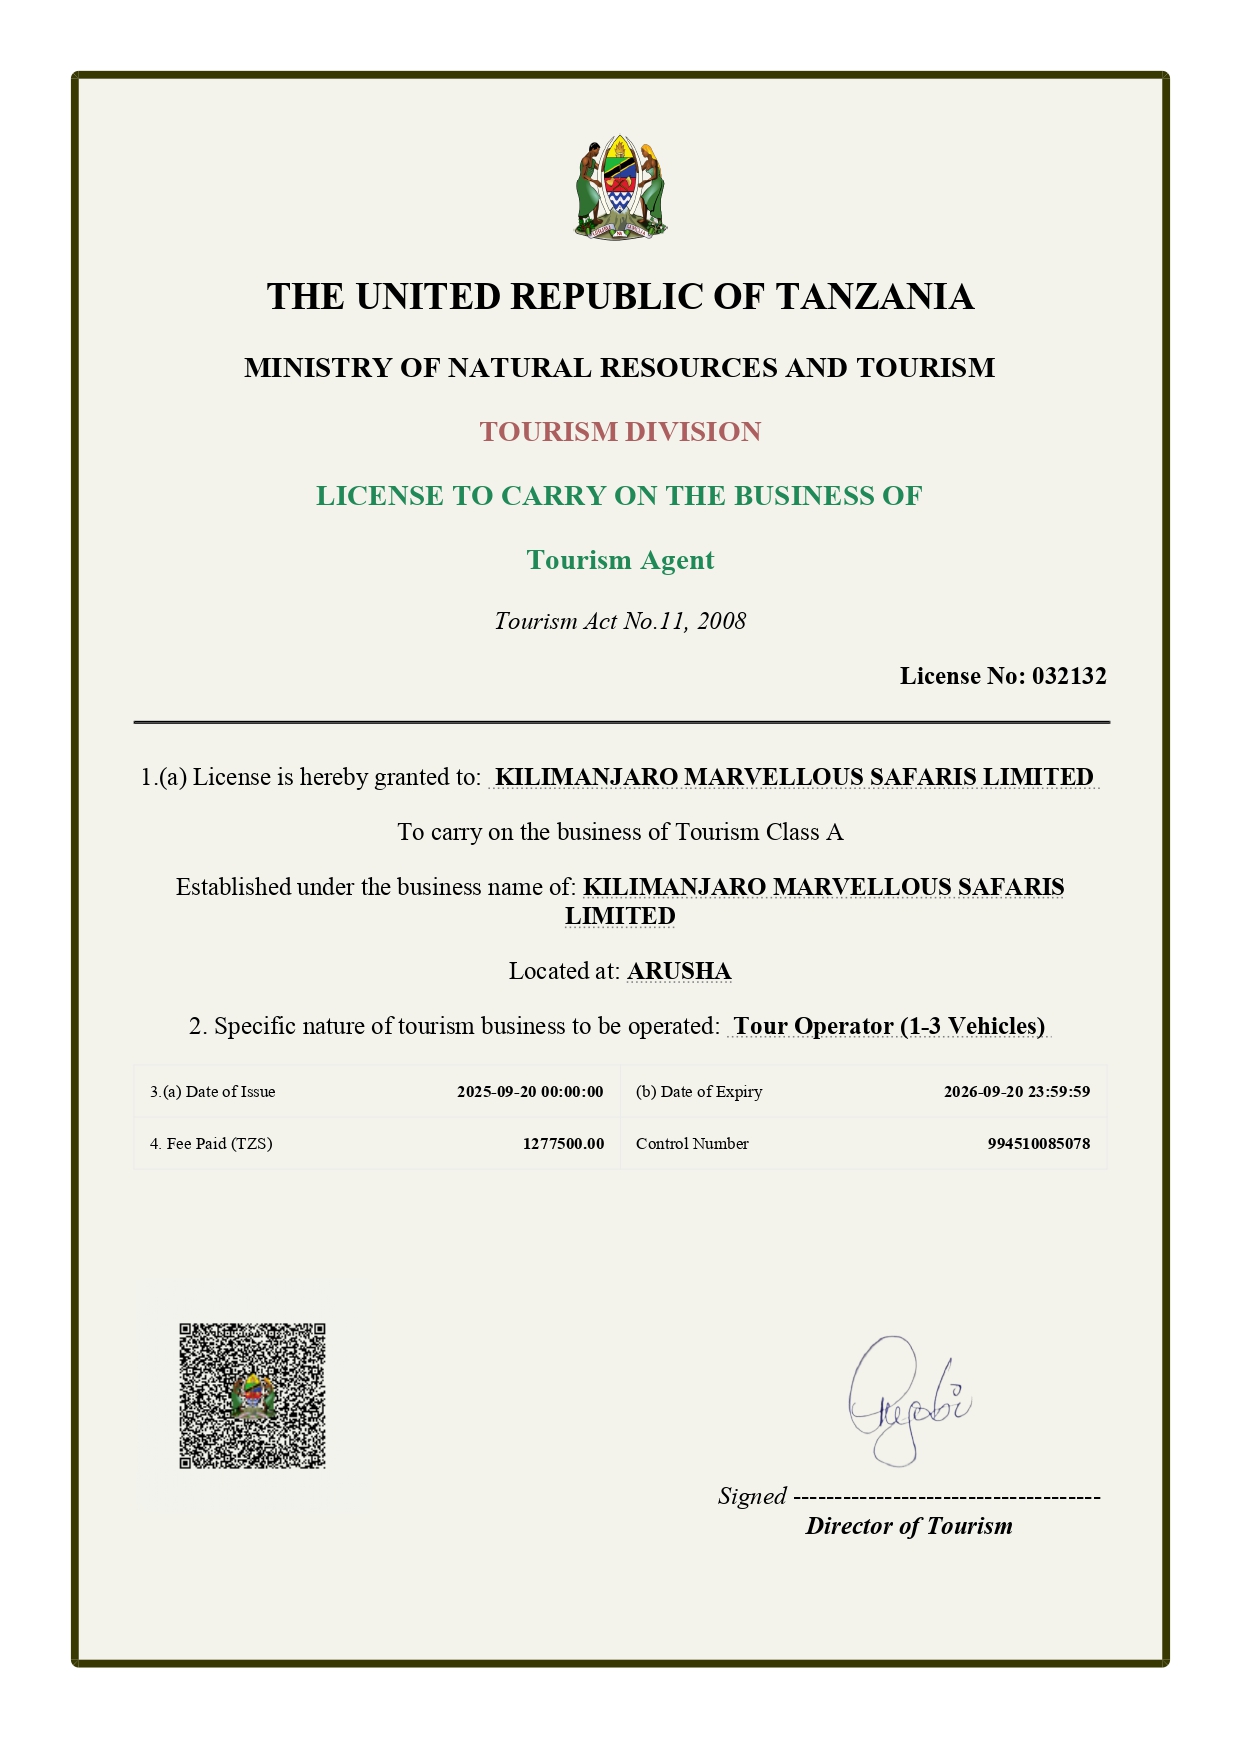 THE UNITED REPUBLIC OF TANZANIA
MINISTRY OF NATURAL RESOURCES AND TOURISM
TOURISM DIVISION
LICENSE TO CARRY ON THE BUSINESS OF
Tourism Agent
Tourism Act No.11, 2008
License No: 032132
1.(a) License is hereby granted to: KILIMANJARO MARVELLOUS SAFARIS LIMITED
To carry on the business of Tourism Class A
Established under the business name of: KILIMANJARO MARVELLOUS SAFARIS
LIMITED
Located at: ARUSHA
2. Specific nature of tourism business to be operated: Tour Operator (1-3 Vehicles)
3.(a) Date of Issue 2025-09-20 00:00:00 (b) Date of Expiry 2026-09-20 23:59:59
4. Fee Paid (TZS) 1277500.00 Control Number 994510085078
Signed -------------------------------------
Director of Tourism